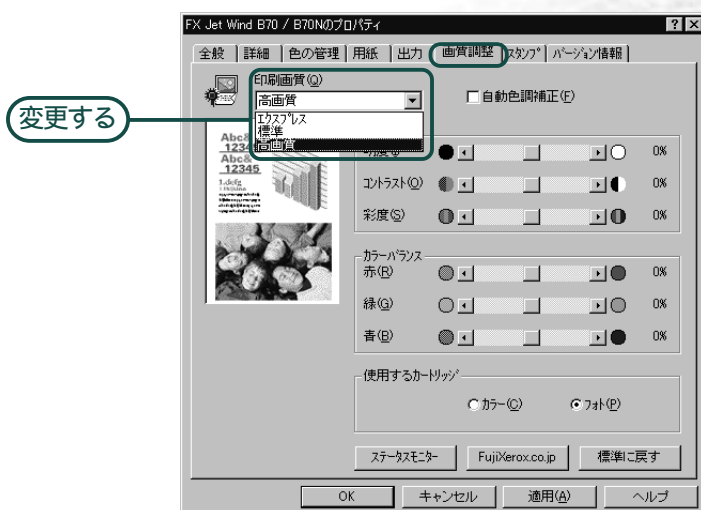 FX Jet Wind B70 / B70Nのプロパティ
全般 詳細 色の管理 用紙 出力 画質調整 スタンプ バージョン情報
印刷画質(Q)
高画質
自動色調補正(F)
エクスプレス
標準
高画質
変更する
0%
コントラスト(O) 0%
彩度(S) 0%
12345
Abc&
12345
カラーバランス
赤(R) 0%
緑(G) 0%
青(B) 0%
使用するカートリッジ
カラー(C) フォト(P)
ステータスモニター FujiXerox.co.jp 標準に戻す
OK キャンセル 適用(A) ヘルプ